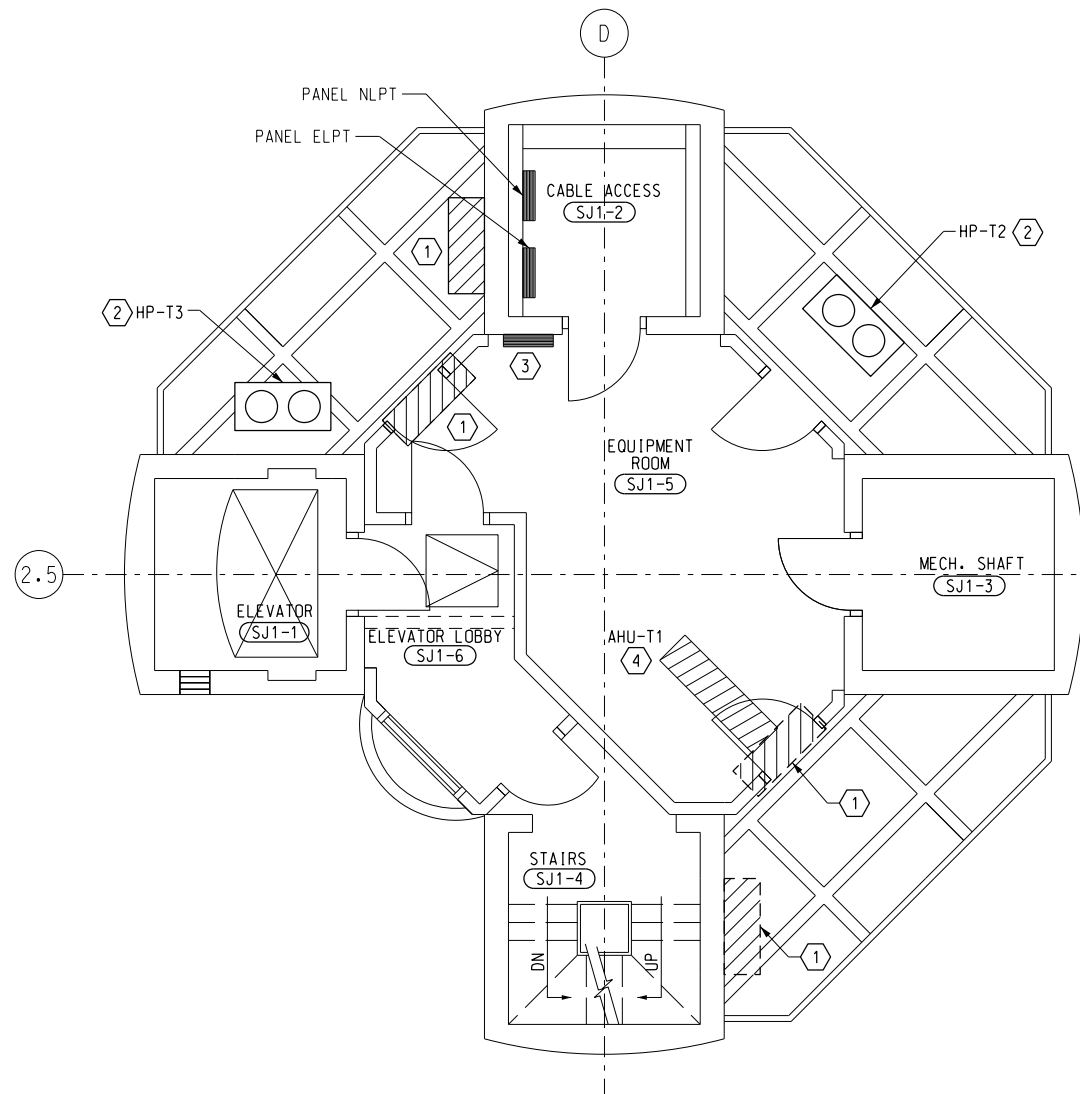 D
PANEL NLPT
PANEL ELPT
CABLE ACCESS
SJ1-2
1
HP-T2 2
2 HP-T3
3
1
EQUIPMENT
ROOM
SJ1-5
2.5
MECH. SHAFT
SJ1-3
ELEVATOR
SJ1-1
ELEVATOR LOBBY
SJ1-6
AHU-T1
4
1
STAIRS
SJ1-4
DN
UP
1